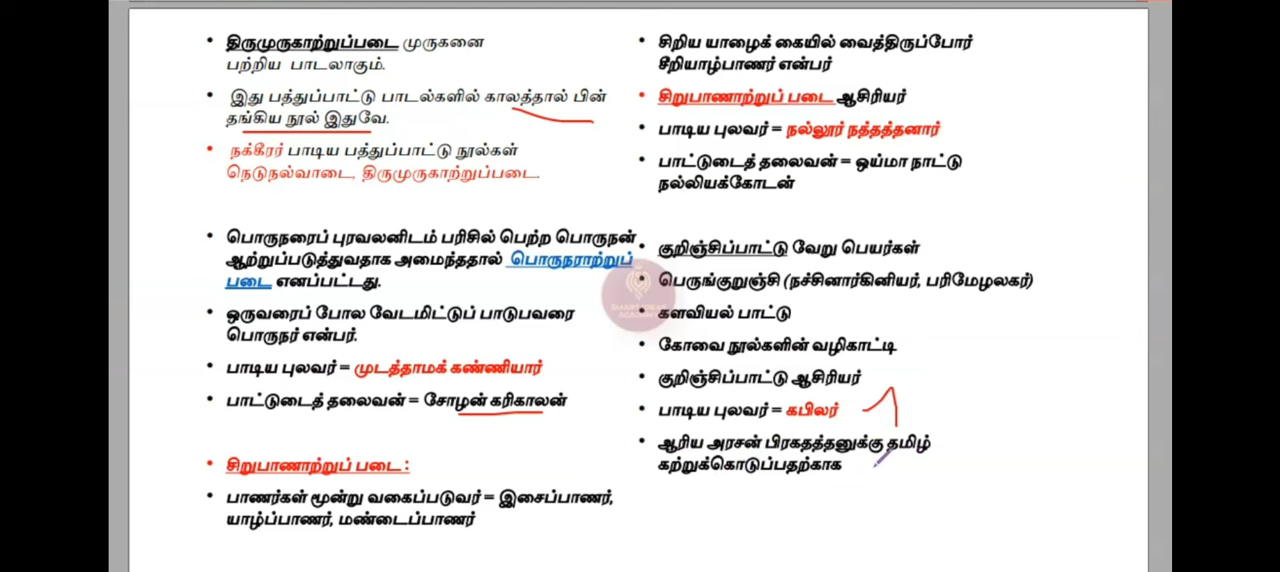 திருமுருகாற்றுப்படை முருகனை
பற்றிய பாடலாகும்.
இது பத்துப்பாட்டு பாடல்களில் காலத்தால் பின்
தங்கிய நூல் இதுவே.
நக்கீரர் பாடிய பத்துப்பாட்டு நூல்கள்
நெடுநல்வாடை, திருமுருகாற்றுப்படை.
பொருநரைப் புரவலனிடம் பரிசில் பெற்ற பொருநன்
ஆற்றுப்படுத்துவதாக அமைந்ததால் பொருநராற்றுப்
படை எனப்பட்டது.
ஒருவரைப் போல வேடமிட்டுப் பாடுபவரை
பொருநர் என்பர்.
பாடிய புலவர் = முடத்தாமக் கண்ணியார்
பாட்டுடைத் தலைவன் = சோழன் கரிகாலன்
சிறுபாணாற்றுப் படை :
பாணர்கள் மூன்று வகைப்படுவர் = இசைப்பாணர்,
யாழ்ப்பாணர், மண்டைப்பாணர்
சிறிய யாழைக் கையில் வைத்திருப்போர்
சீறியாழ்பாணர் என்பர்
சிறுபாணாற்றுப் படை ஆசிரியர்
பாடிய புலவர் = நல்லூர் நத்தத்தனார்
பாட்டுடைத் தலைவன் = ஒய்மா நாட்டு
நல்லியக்கோடன்
குறிஞ்சிப்பாட்டு வேறு பெயர்கள்
பெருங்குறுஞ்சி (நச்சினார்கினியர், பரிமேழலகர்)
களவியல் பாட்டு
கோவை நூல்களின் வழிகாட்டி
குறிஞ்சிப்பாட்டு ஆசிரியர்
பாடிய புலவர் = கபிலர்
ஆரிய அரசன் பிரகதத்தனுக்கு தமிழ்
கற்றுக்கொடுப்பதற்காக